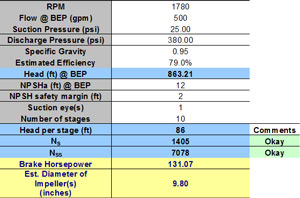 RPM 1780
Flow @ BEP (gpm) 500
Suction Pressure (psi) 25.00
Discharge Pressure (psi) 380.00
Specific Gravity 0.95
Estimated Efficiency 79.0%
Head (ft) @ BEP 863.21
NPSHa (ft) @ BEP 12
NPSH safety margin (ft) 2
Suction eye(s) 1
Number of stages 10
Head per stage (ft) 86 Comments
NS 1405 Okay
NSS 7078 Okay
Brake Horsepower 131.07
Est. Diameter of
Impeller(s) 9.80
(inches)